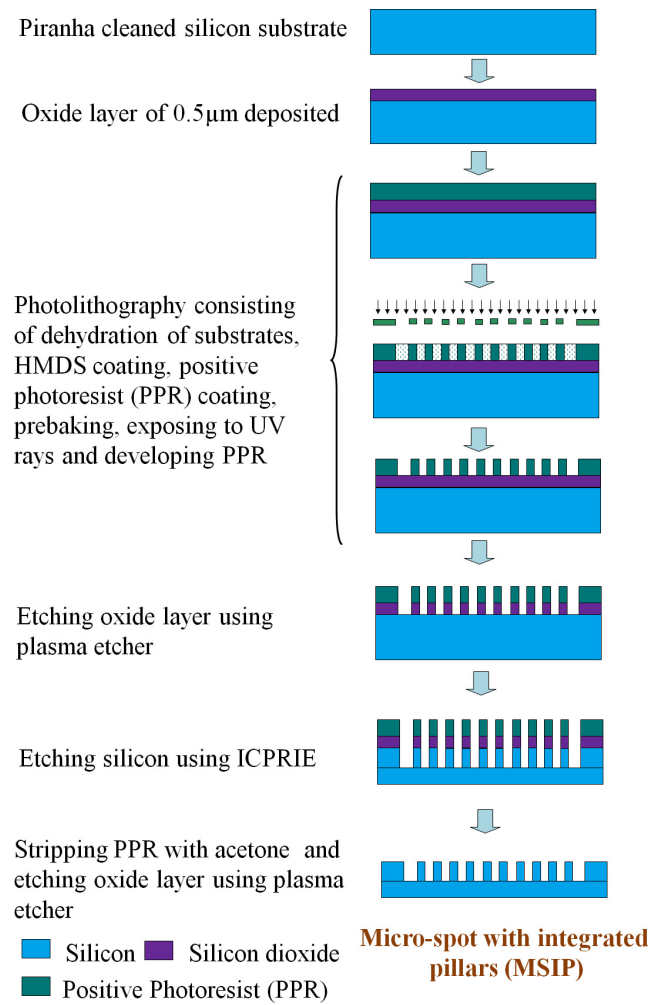 Piranha cleaned silicon substrate
Oxide layer of 0.5µm deposited
Photolithography consisting
of dehydration of substrates,
HMDS coating, positive
photoresist (PPR) coating,
prebaking, exposing to UV
rays and developing PPR
Etching oxide layer using
plasma etcher
Etching silicon using ICPRIE
Stripping PPR with acetone and
etching oxide layer using plasma
etcher
Silicon
Silicon dioxide
Positive Photoresist (PPR)
Micro-spot with integrated
pillars (MSIP)